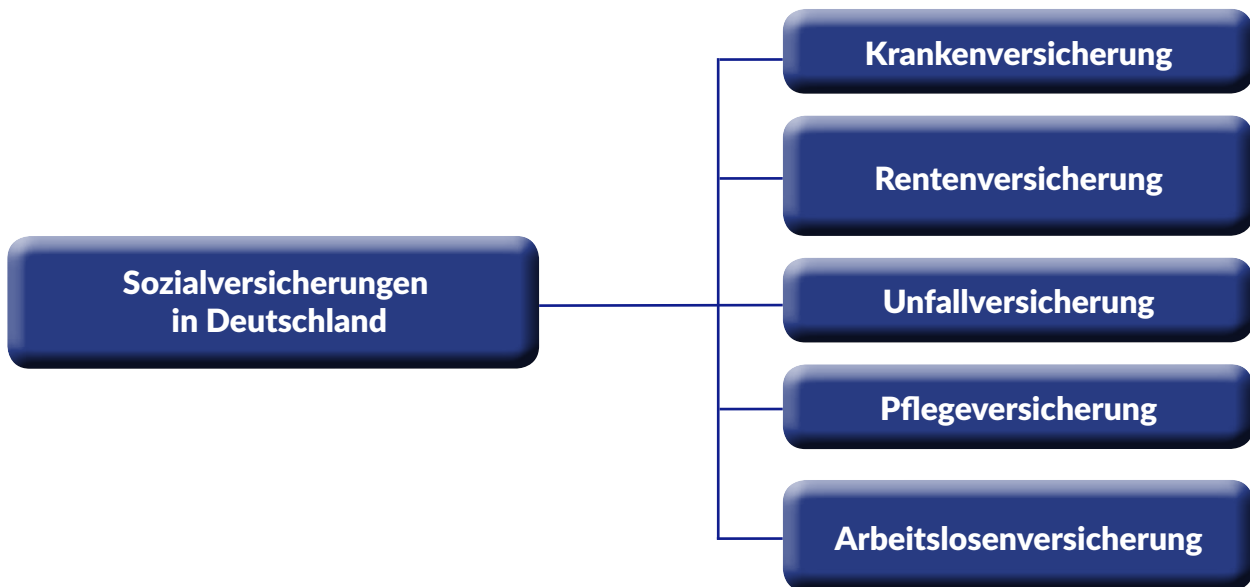 Krankenversicherung
Rentenversicherung
Sozialversicherungen
in Deutschland
Unfallversicherung
Pflegeversicherung
Arbeitslosenversicherung